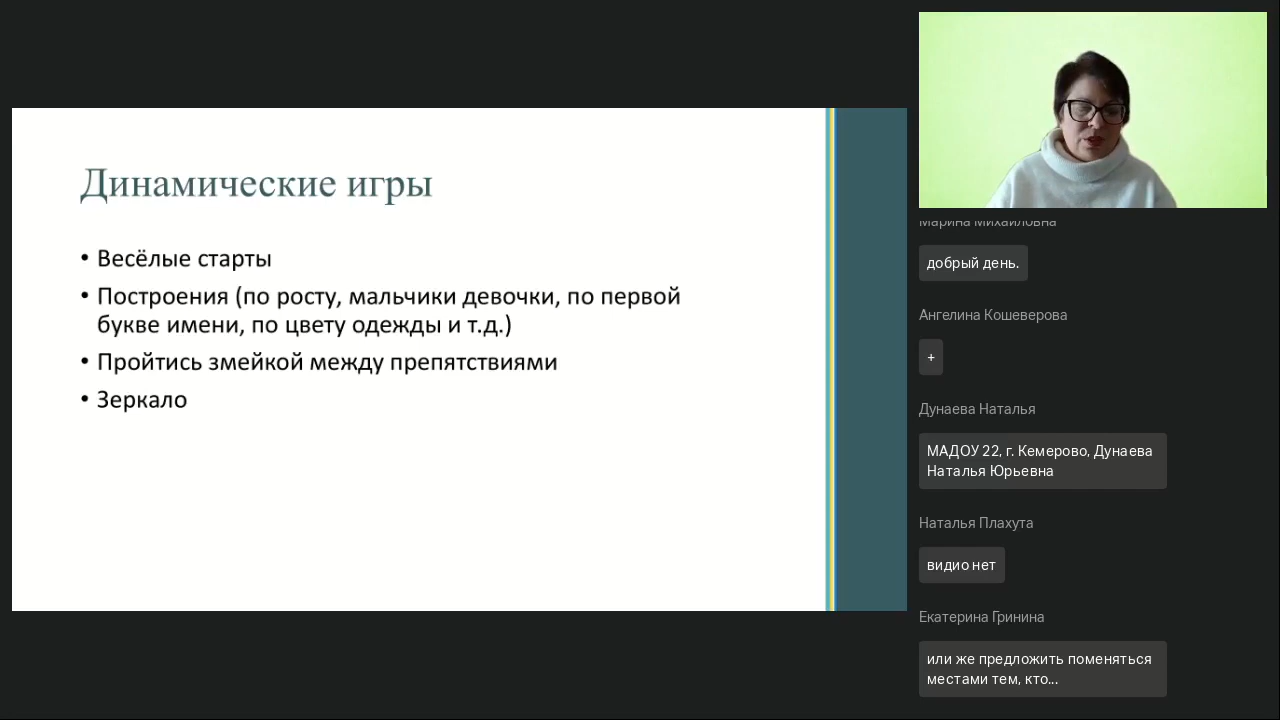 Динамические игры
• Весёлые старты
• Построения (по росту, мальчики девочки, по первой
букве имени, по цвету одежды и т.д.)
• Пройтись змейкой между препятствиями
• Зеркало
Марина Михайловна
добрый день.
Ангелина Кошеверова
+
Дунаева Наталья
МАДОУ 22, г. Кемерово, Дунаева
Наталья Юрьевна
Наталья Плахута
видио нет
Екатерина Гринина
или же предложить поменяться
местами тем, кто...